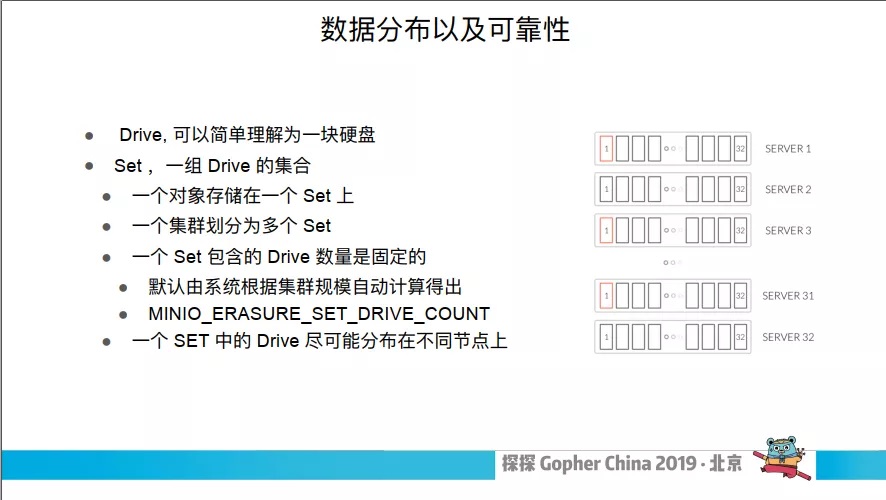 数据分布以及可靠性
Drive, 可以简单理解为一块硬盘
Set ，一组 Drive 的集合
一个对象存储在一个 Set 上
一个集群划分为多个 Set
一个 Set 包含的 Drive 数量是固定的
默认由系统根据集群规模自动计算得出
MINIO_ERASURE_SET_DRIVE_COUNT
一个 SET 中的 Drive 尽可能分布在不同节点上
1 32 SERVER 1
1 32 SERVER 2
1 32 SERVER 3
1 32 SERVER 31
1 32 SERVER 32
探探 Gopher China 2019 · 北京